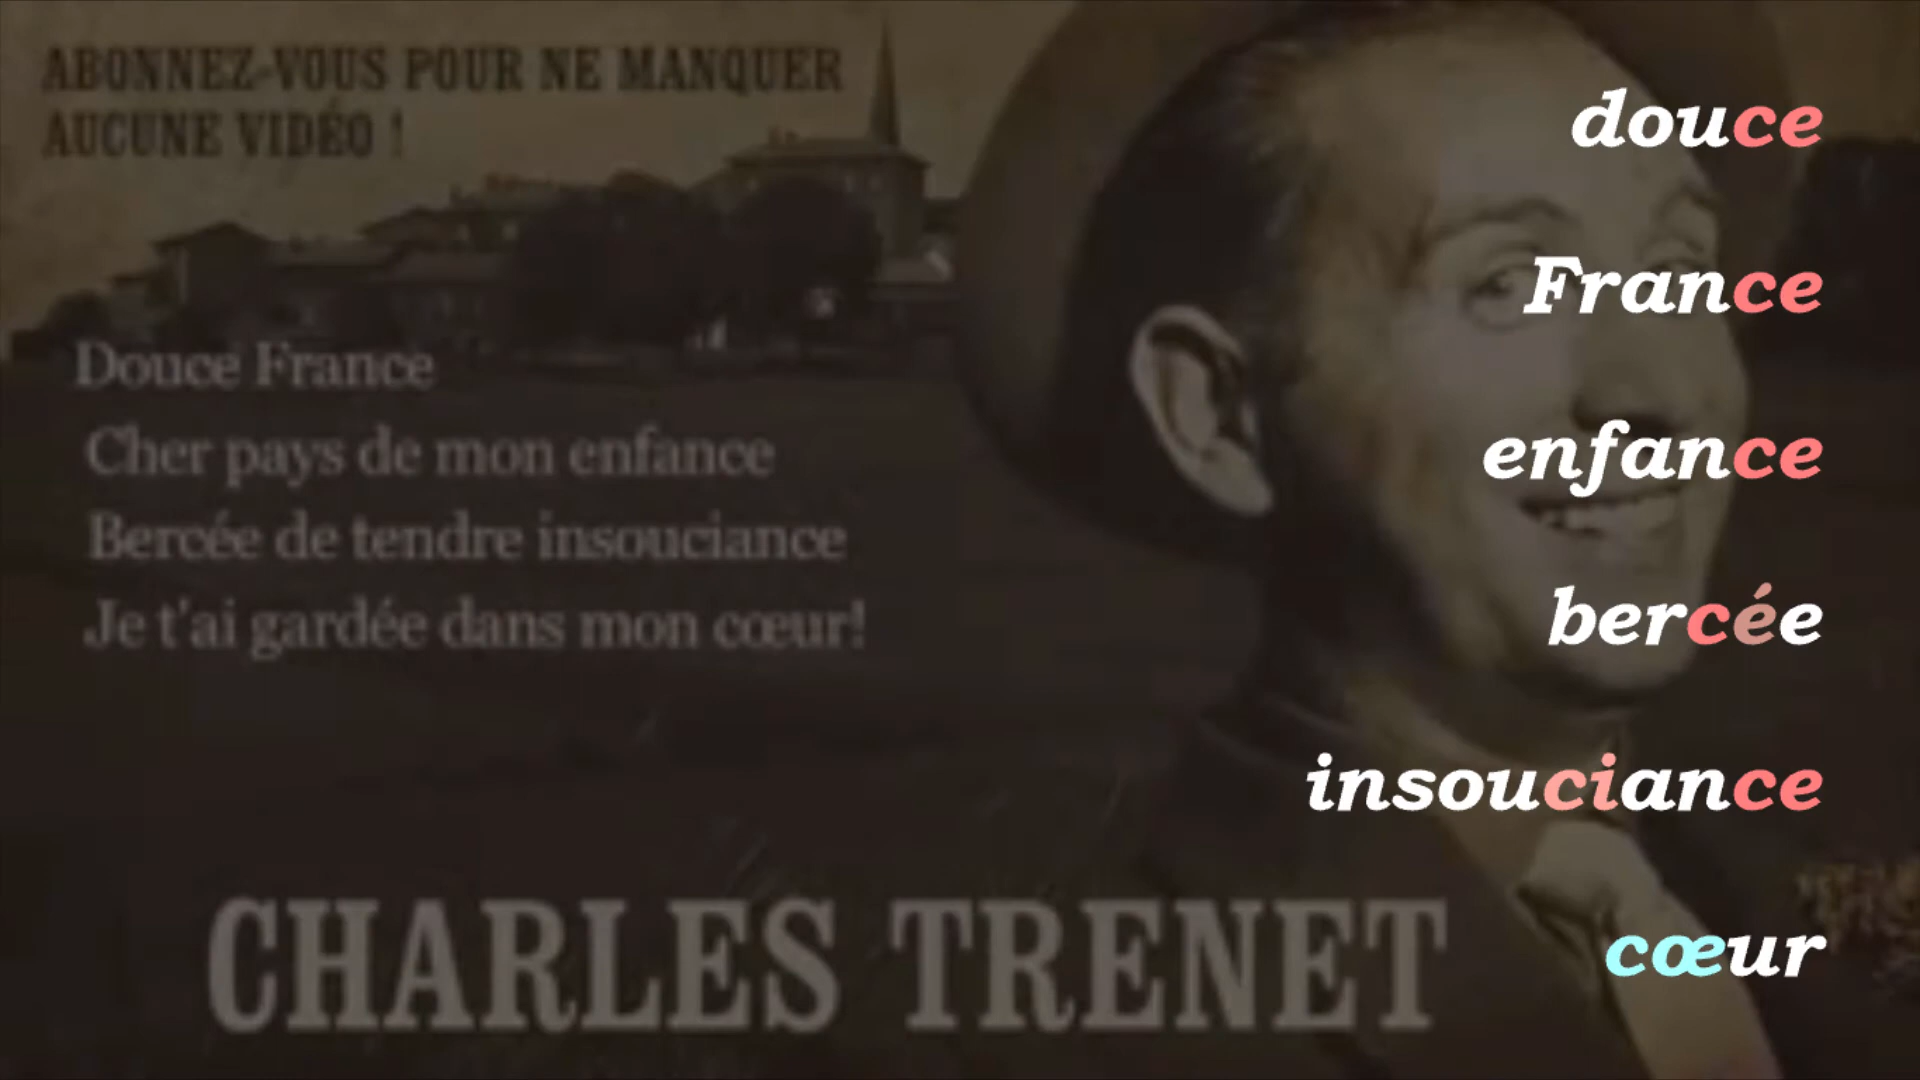 ABONNEZ-VOUS POUR NE MANQUER
AUCUNE VIDÉO !
Douce France
Cher pays de mon enfance
Bercée de tendre insouciance
Je t'ai gardée dans mon cœur!
CHARLES TRENET
douce
France
enfance
bercée
insouciance
cœur